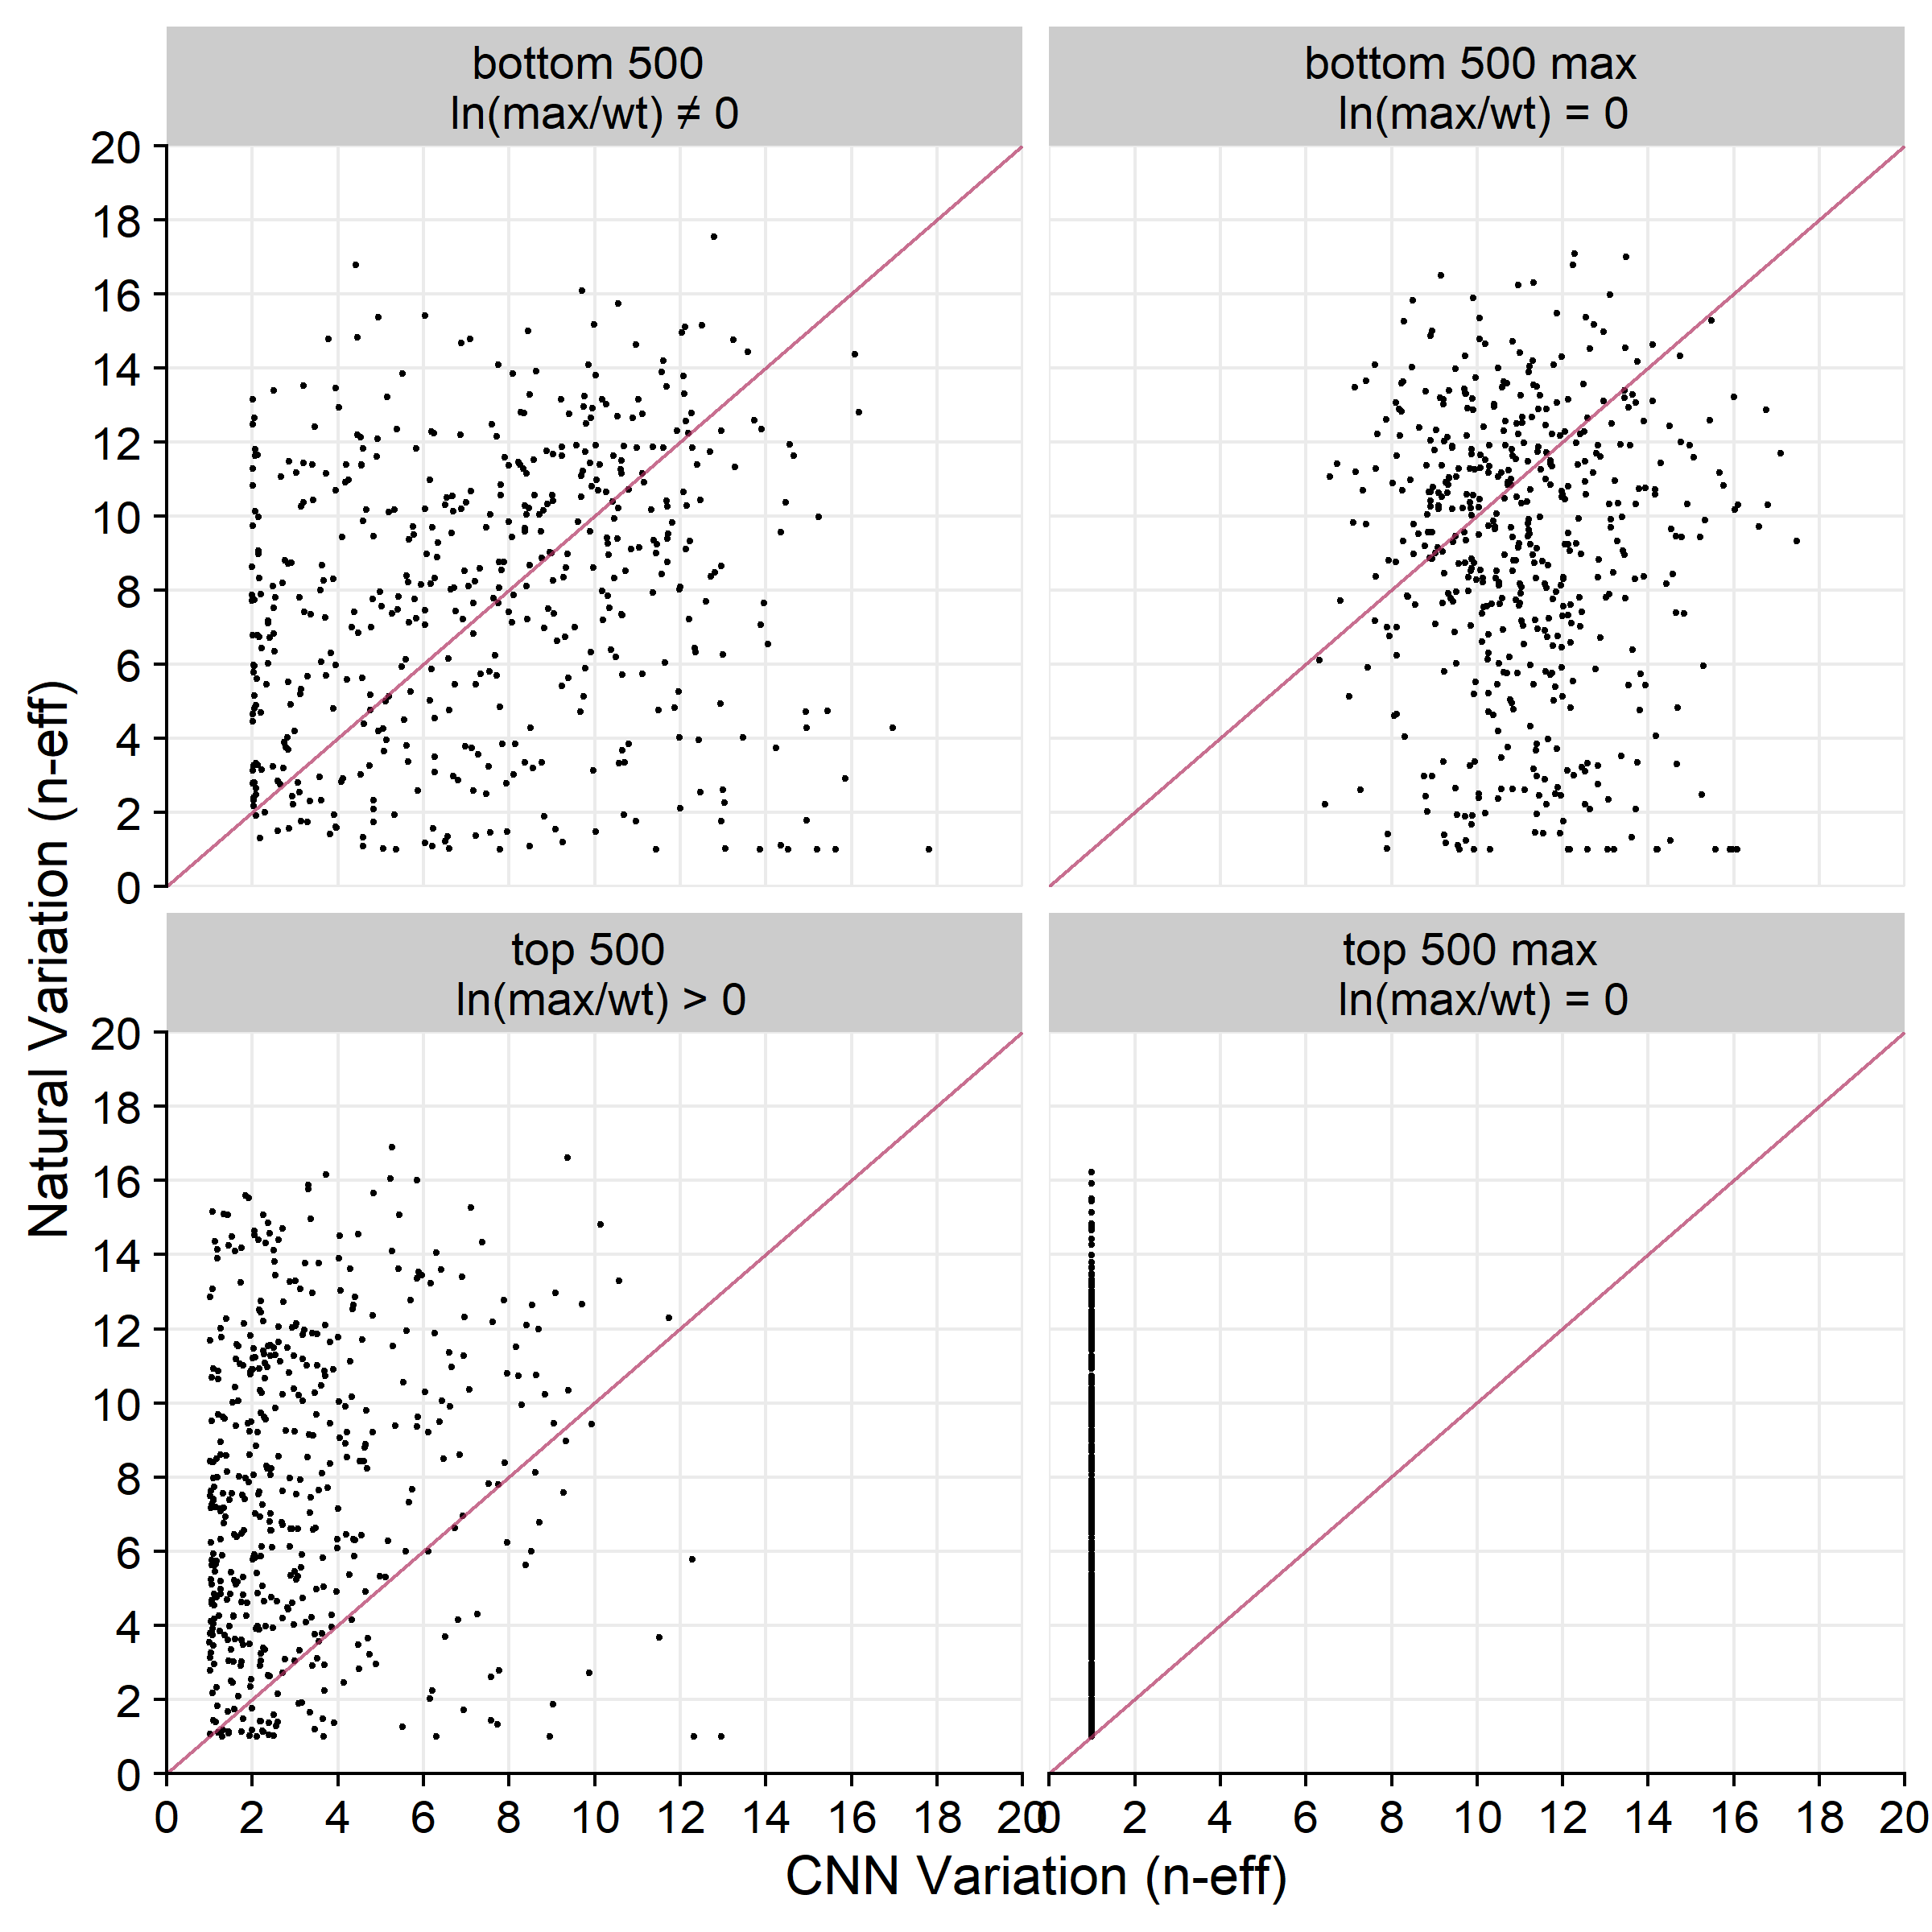 bottom 500
ln(max/wt) ≠ 0
bottom 500 max
ln(max/wt) = 0
20
18
16
14
12
10
8
6
4
2
0
top 500
ln(max/wt) > 0
top 500 max
ln(max/wt) = 0
20
18
16
14
12
10
8
6
4
2
0
Natural Variation (n-eff)
0 2 4 6 8 10 12 14 16 18 20
0 2 4 6 8 10 12 14 16 18 20
CNN Variation (n-eff)